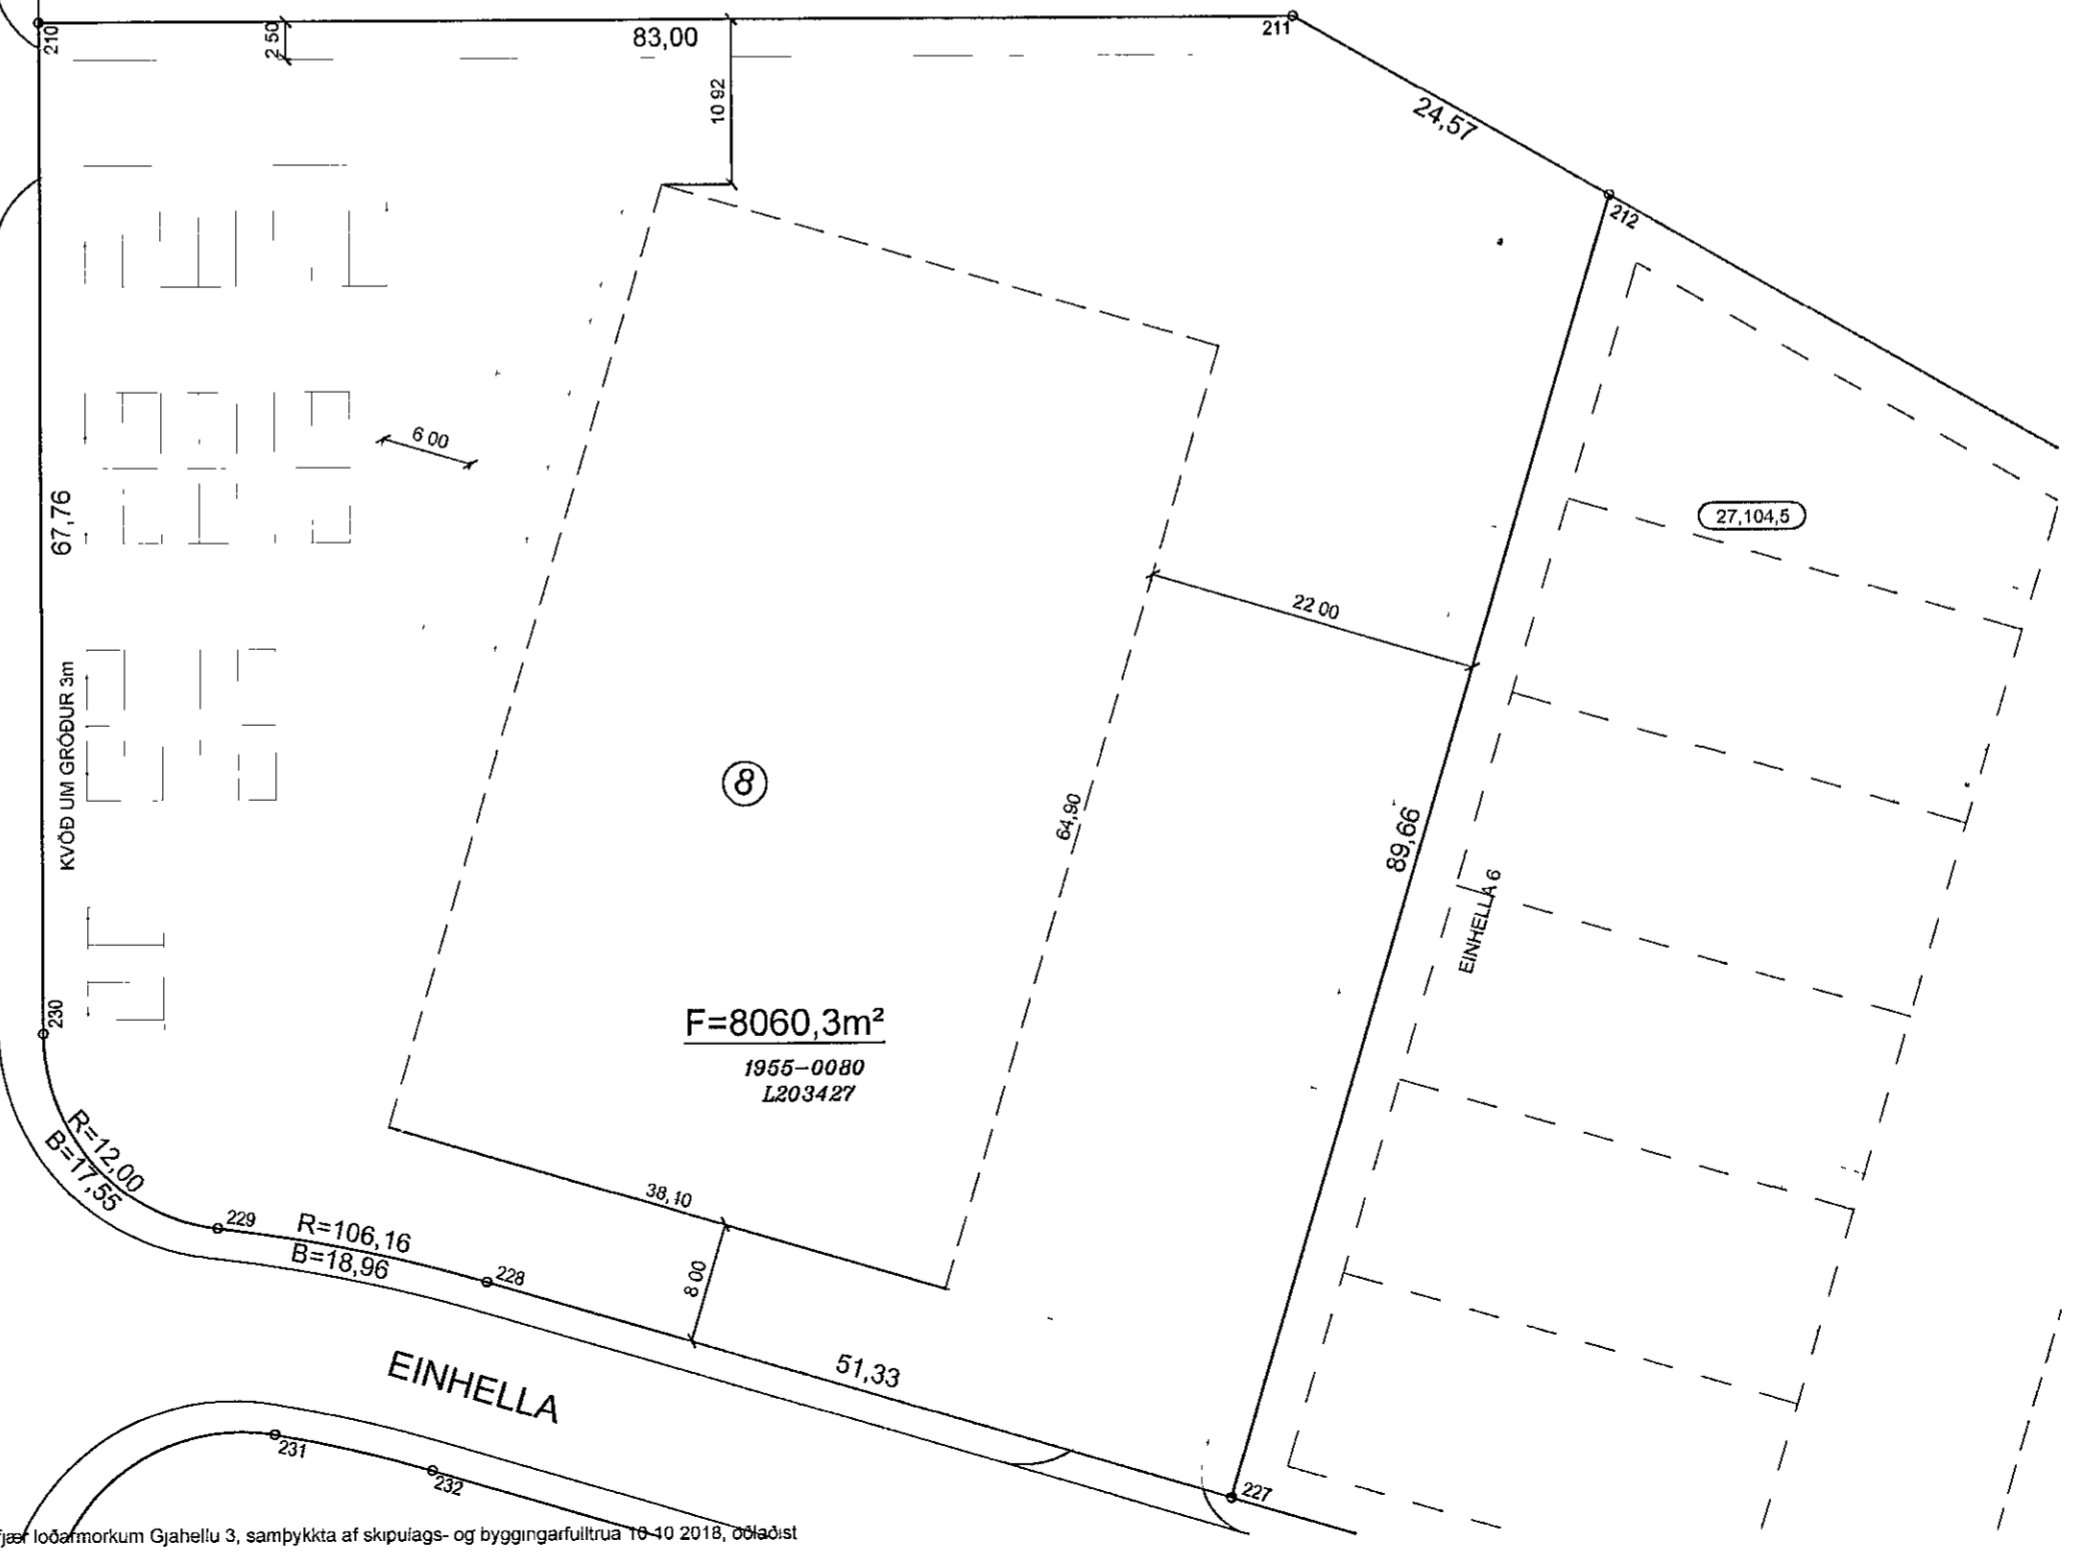 210
2 50
83,00
211
10 92
24,57
212
6 00
67,76
27,104,5
22 00
KVÖÐ UM GRÓÐUR 3m
8
64,90
89,66
EINHELLA 6
F=8060,3m²
1955-0080
L203427
230
R=12,00
B=17,55
38,10
229
R=106,16
B=18,96
228
8 00
51,33
EINHELLA
231
232
227
loðarmorkum Gjahellu 3, samþykkta af skipulags- og byggingarfulltrua 10 10 2018, öðlaðist